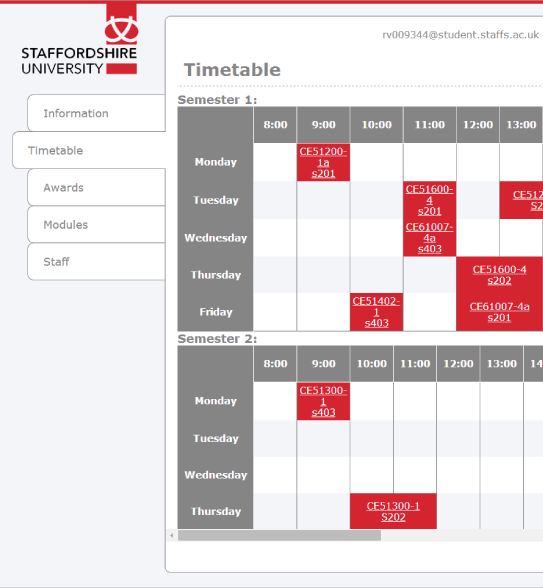 STAFFORDSHIRE
UNIVERSITY
rv009344@student.staffs.ac.uk
Timetable
Information
Timetable
Awards
Modules
Staff
Semester 1:
8:00 9:00 10:00 11:00 12:00 13:00
Monday
CE51200-
1a
s201
Tuesday
CE51600-
4
s201
CE512
S2
Wednesday
CE61007-
4a
s403
Thursday
CE51600-4
s202
Friday
CE51402-
1
s403
CE61007-4a
s201
Semester 2:
8:00 9:00 10:00 11:00 12:00 13:00 14
Monday
CE51300-
1
s403
Tuesday
Wednesday
Thursday
CE51300-1
S202